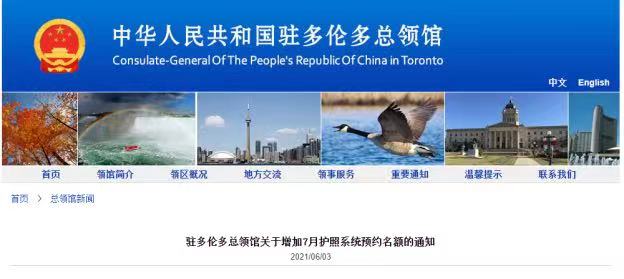 中华人民共和国驻多伦多总领馆
Consulate-General Of The People's Republic Of China in Toronto
中文 English
首页 领馆简介 领区概况 地方交流 领事服务 重要通知 温馨提示 联系我们
首页 > 总领馆新闻
驻多伦多总领馆关于增加7月护照系统预约名额的通知
2021/06/03